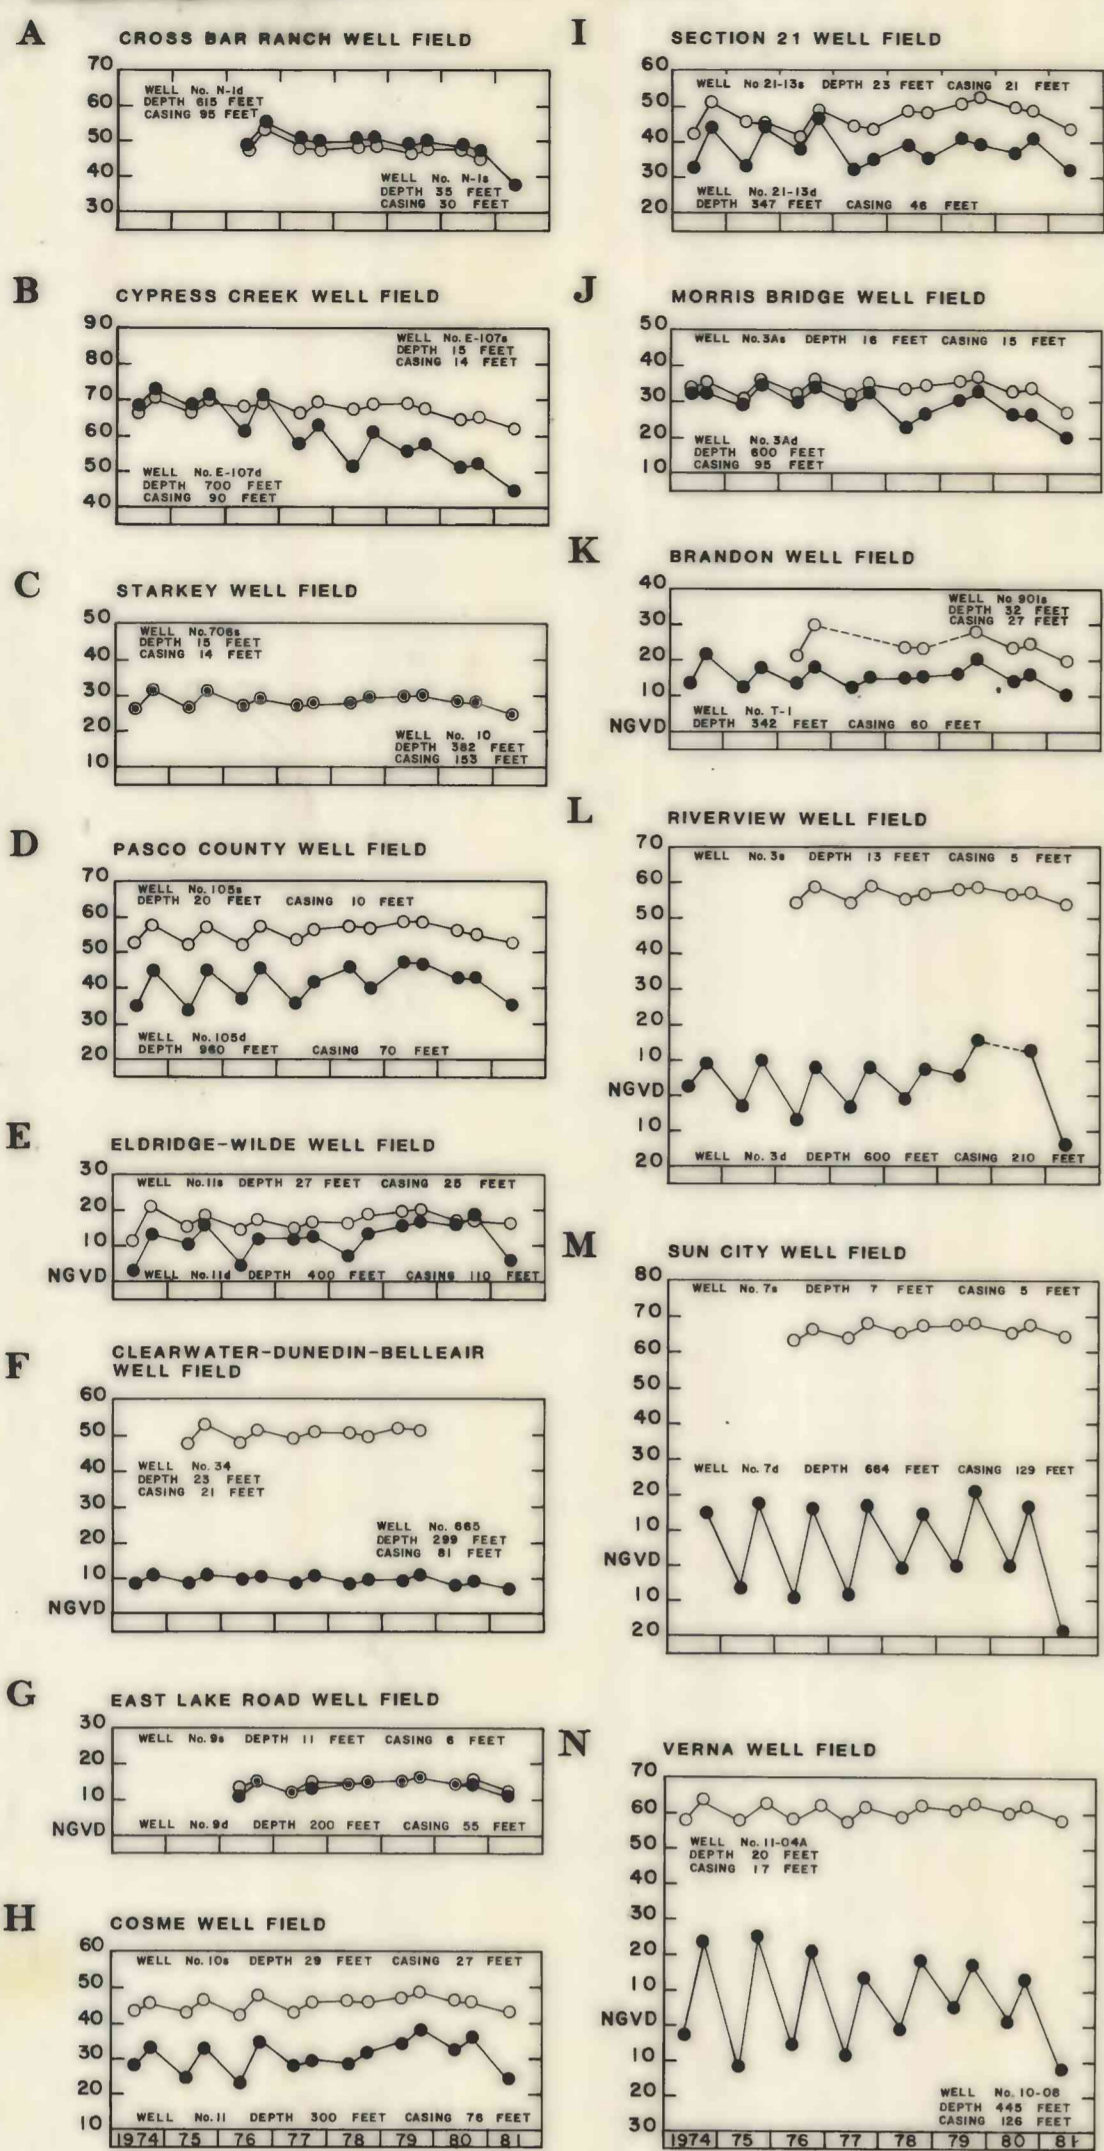 A
CROSS BAR RANCH WELL FIELD
70
60
50
40
30
WELL No. N-1d
DEPTH 615 FEET
CASING 95 FEET
WELL No. N-1s
DEPTH 35 FEET
CASING 30 FEET
B
CYPRESS CREEK WELL FIELD
90
80
70
60
50
40
WELL No. E-107s
DEPTH 15 FEET
CASING 14 FEET
WELL No. E-107d
DEPTH 700 FEET
CASING 90 FEET
C
STARKEY WELL FIELD
50
40
30
20
10
WELL No. 706s
DEPTH 15 FEET
CASING 14 FEET
WELL No. 10
DEPTH 382 FEET
CASING 153 FEET
D
PASCO COUNTY WELL FIELD
70
60
50
40
30
20
WELL No. 105s
DEPTH 20 FEET CASING 10 FEET
WELL No. 105d
DEPTH 960 FEET CASING 70 FEET
E
ELDRIDGE-WILDE WELL FIELD
30
20
10
NGVD
WELL No. 11s DEPTH 27 FEET CASING 25 FEET
WELL No. 11d DEPTH 400 FEET CASING 110 FEET
F
CLEARWATER-DUNEDIN-BELLEAIR
WELL FIELD
60
50
40
30
20
10
NGVD
WELL No. 34
DEPTH 23 FEET
CASING 21 FEET
WELL No. 665
DEPTH 299 FEET
CASING 81 FEET
G
EAST LAKE ROAD WELL FIELD
30
20
10
NGVD
WELL No. 9s DEPTH 11 FEET CASING 6 FEET
WELL No. 9d DEPTH 200 FEET CASING 55 FEET
H
COSME WELL FIELD
60
50
40
30
20
10
WELL No. 10s DEPTH 29 FEET CASING 27 FEET
WELL No. 11 DEPTH 300 FEET CASING 76 FEET
1974 75 76 77 78 79 80 81
I
SECTION 21 WELL FIELD
60
50
40
30
20
WELL No 21-13s DEPTH 23 FEET CASING 21 FEET
WELL No. 21-13d
DEPTH 347 FEET CASING 46 FEET
J
MORRIS BRIDGE WELL FIELD
50
40
30
20
10
WELL No. 3As DEPTH 16 FEET CASING 15 FEET
WELL No. 3Ad
DEPTH 600 FEET
CASING 95 FEET
K
BRANDON WELL FIELD
40
30
20
10
NGVD
WELL No 901s
DEPTH 32 FEET
CASING 27 FEET
WELL No. T-1
DEPTH 342 FEET CASING 60 FEET
L
RIVERVIEW WELL FIELD
70
60
50
40
30
20
10
NGVD
10
20
WELL No. 3s DEPTH 13 FEET CASING 5 FEET
WELL No. 3d DEPTH 600 FEET CASING 210 FEET
M
SUN CITY WELL FIELD
80
70
60
50
40
30
20
10
NGVD
10
20
WELL No. 7s DEPTH 7 FEET CASING 5 FEET
WELL No. 7d DEPTH 664 FEET CASING 129 FEET
N
VERNA WELL FIELD
70
60
50
40
30
20
10
NGVD
10
20
30
WELL No. 11-04A
DEPTH 20 FEET
CASING 17 FEET
WELL No. 10-06
DEPTH 445 FEET
CASING 126 FEET
1974 75 76 77 78 79 80 81